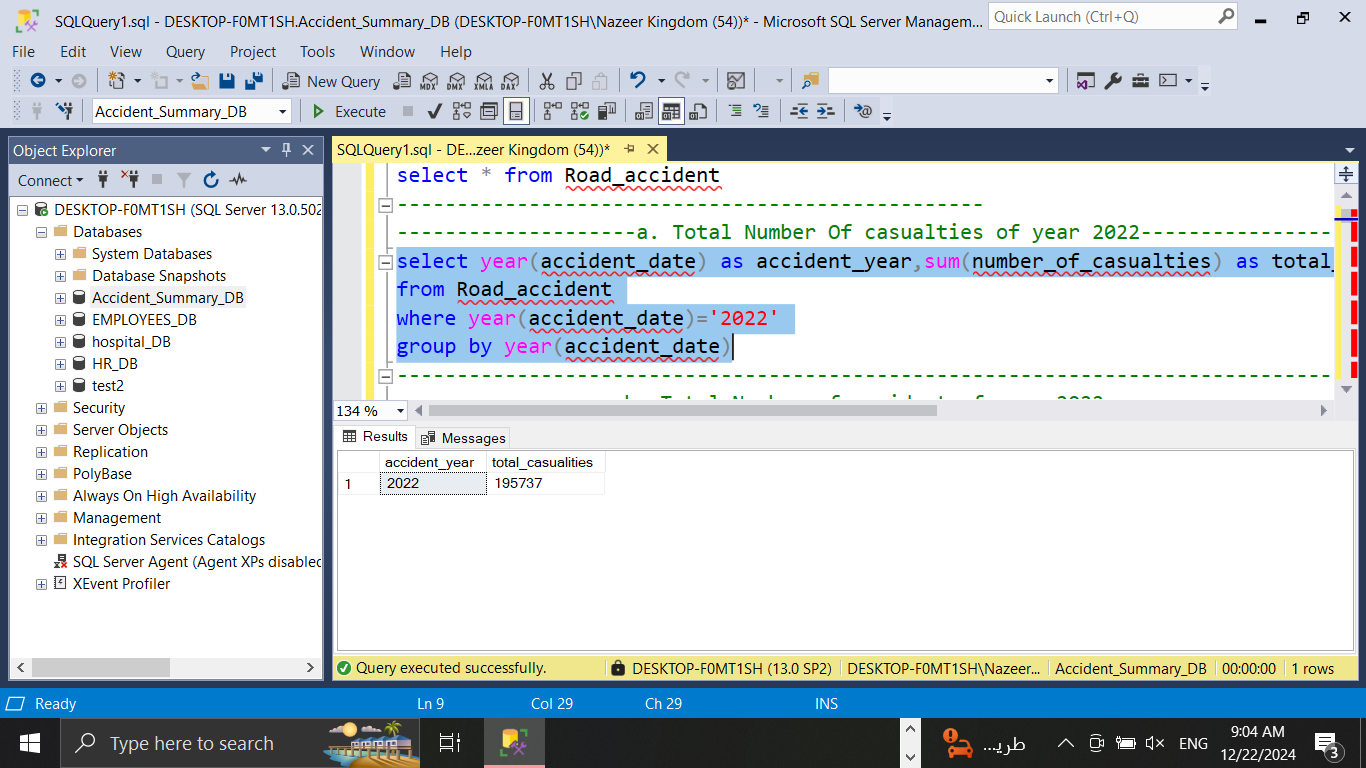 SQLQuery1.sql - DESKTOP-F0MT1SH.Accident_Summary_DB (DESKTOP-F0MT1SH\Nazeer Kingdom (54))* - Microsoft SQL Server Managem...
Quick Launch (Ctrl+Q)
File Edit View Query Project Tools Window Help
New Query
MDX DMX XMLA DAX
Accident_Summary_DB
Execute
Object Explorer
Connect
DESKTOP-F0MT1SH (SQL Server 13.0.502
Databases
System Databases
Database Snapshots
Accident_Summary_DB
EMPLOYEES_DB
hospital_DB
HR_DB
test2
Security
Server Objects
Replication
PolyBase
Always On High Availability
Management
Integration Services Catalogs
SQL Server Agent (Agent XPs disabled
XEvent Profiler
SQLQuery1.sql - DE...zeer Kingdom (54))*
select * from Road_accident
-------------------------------------------------
--------------------a. Total Number Of casualties of year 2022----------------
select year(accident_date) as accident_year,sum(number_of_casualties) as total_
from Road_accident
where year(accident_date)='2022'
group by year(accident_date)
------------------------------------------------------------------------------
134 %
Results Messages
accident_year total_casualities
1 2022 195737
Query executed successfully.
DESKTOP-F0MT1SH (13.0 SP2)
DESKTOP-F0MT1SH\Nazeer...
Accident_Summary_DB
00:00:00
1 rows
Ready
Ln 9
Col 29
Ch 29
INS
Type here to search
طريـ...
ENG
9:04 AM
12/22/2024
3